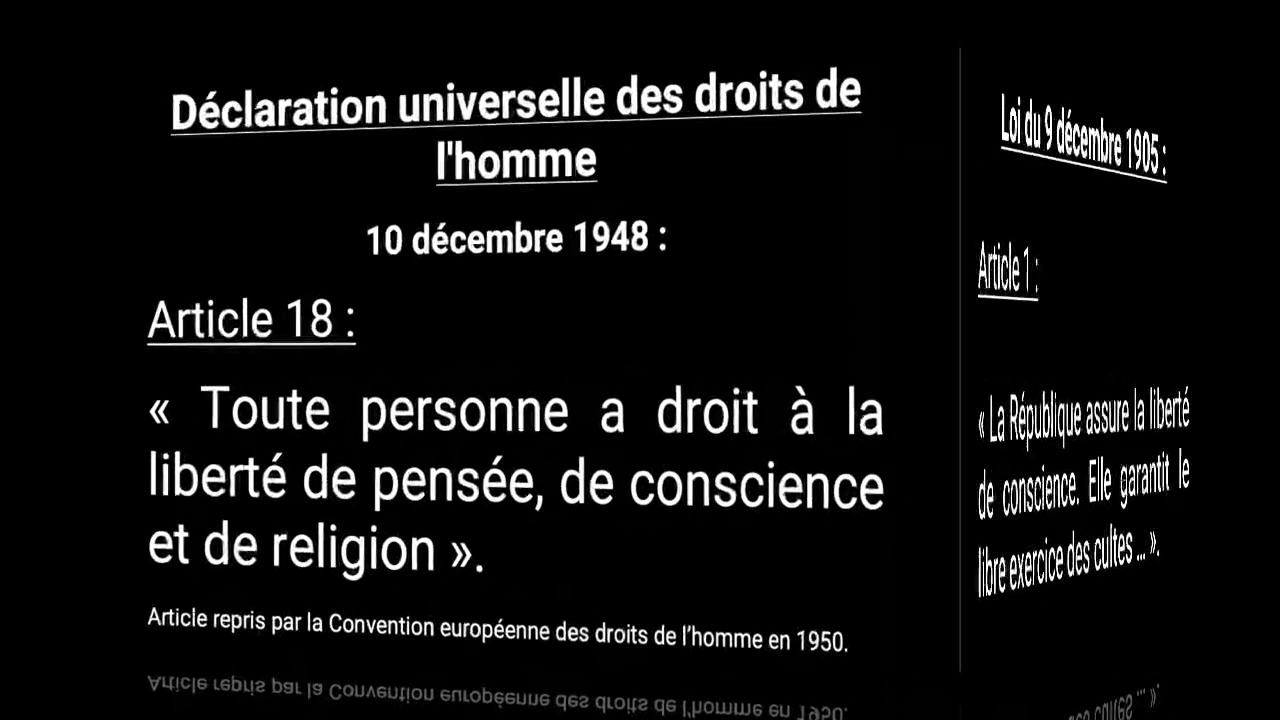 Déclaration universelle des droits de
l'homme
10 décembre 1948 :
Article 18 :
« Toute personne a droit à la
liberté de pensée, de conscience
et de religion ».
Article repris par la Convention européenne des droits de l'homme en 1950.
Loi du 9 décembre 1905 :
Article 1 :
« La République assure la liberté
de conscience. Elle garantit le
libre exercice des cultes ... ».